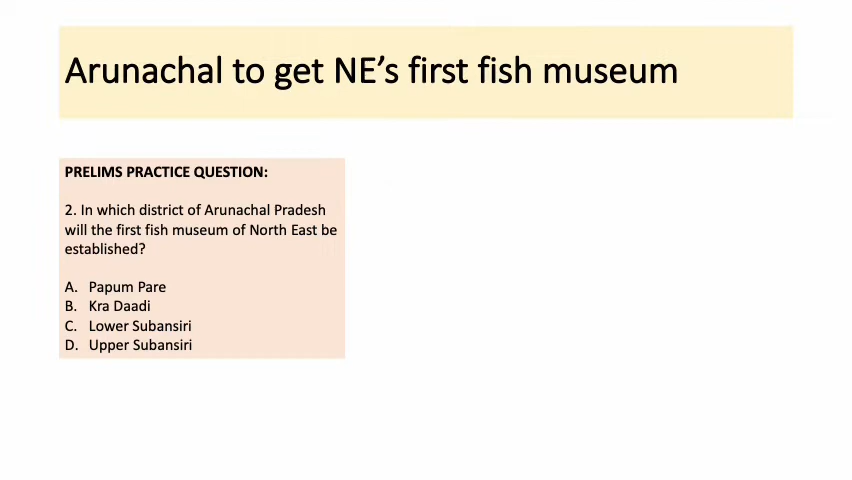 Arunachal to get NE’s first fish museum
PRELIMS PRACTICE QUESTION:
2. In which district of Arunachal Pradesh
will the first fish museum of North East be
established?
A. Papum Pare
B. Kra Daadi
C. Lower Subansiri
D. Upper Subansiri